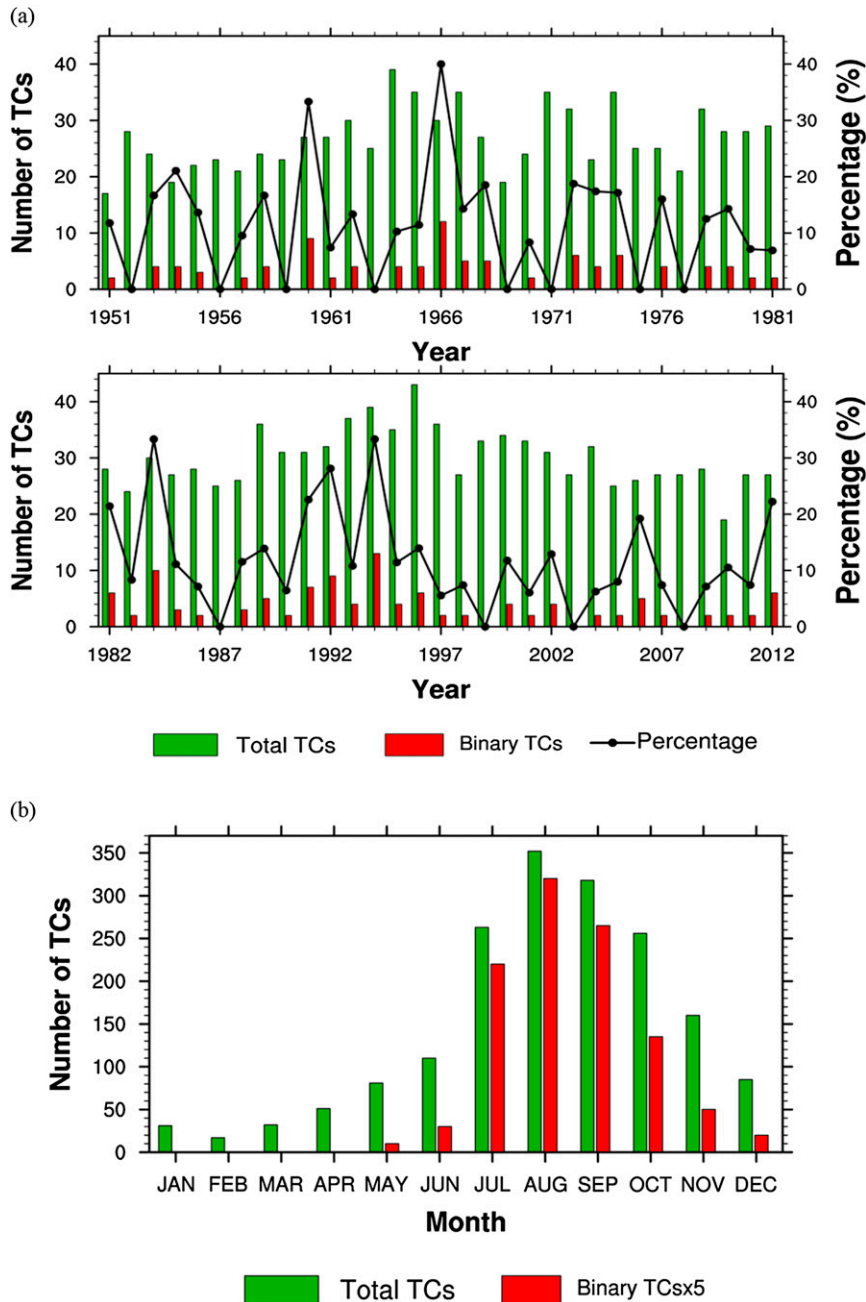 (a)
Number of TCs
Percentage (%)
40 40
30 30
20 20
10 10
0 0
1951 1956 1961 1966 1971 1976 1981
Year
Number of TCs
Percentage (%)
40 40
30 30
20 20
10 10
0 0
1982 1987 1992 1997 2002 2007 2012
Year
Total TCs Binary TCs Percentage
(b)
Number of TCs
350
300
250
200
150
100
50
0
JAN FEB MAR APR MAY JUN JUL AUG SEP OCT NOV DEC
Month
Total TCs Binary TCsx5